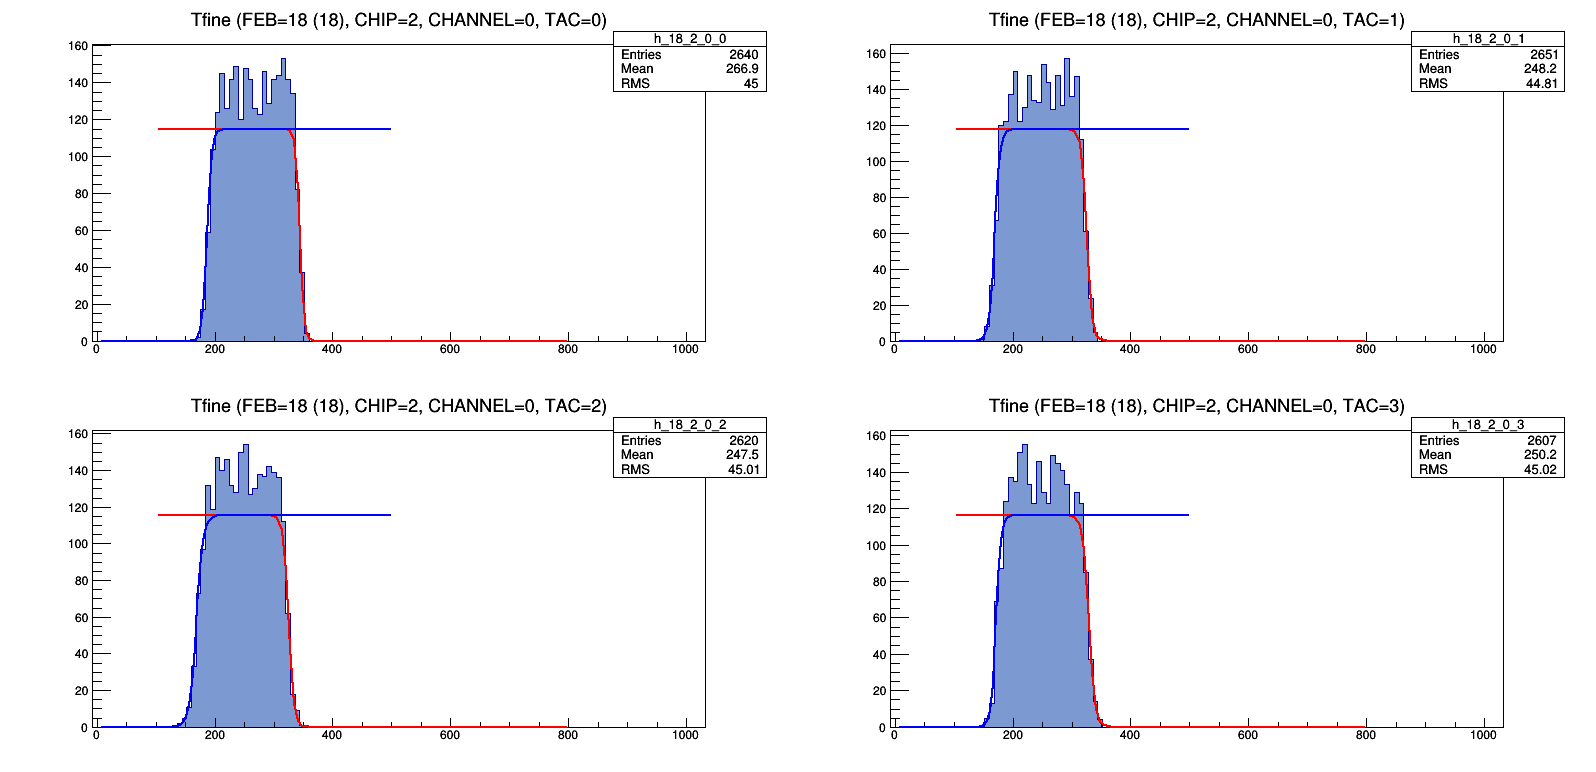 Tfine (FEB=18 (18), CHIP=2, CHANNEL=0, TAC=0)
h_18_2_0_0
Entries 2640
Mean 266.9
RMS 45
160
140
120
100
80
60
40
20
0
0 200 400 600 800 1000
Tfine (FEB=18 (18), CHIP=2, CHANNEL=0, TAC=1)
h_18_2_0_1
Entries 2651
Mean 248.2
RMS 44.81
160
140
120
100
80
60
40
20
0
0 200 400 600 800 1000
Tfine (FEB=18 (18), CHIP=2, CHANNEL=0, TAC=2)
h_18_2_0_2
Entries 2620
Mean 247.5
RMS 45.01
160
140
120
100
80
60
40
20
0
0 200 400 600 800 1000
Tfine (FEB=18 (18), CHIP=2, CHANNEL=0, TAC=3)
h_18_2_0_3
Entries 2607
Mean 250.2
RMS 45.02
160
140
120
100
80
60
40
20
0
0 200 400 600 800 1000